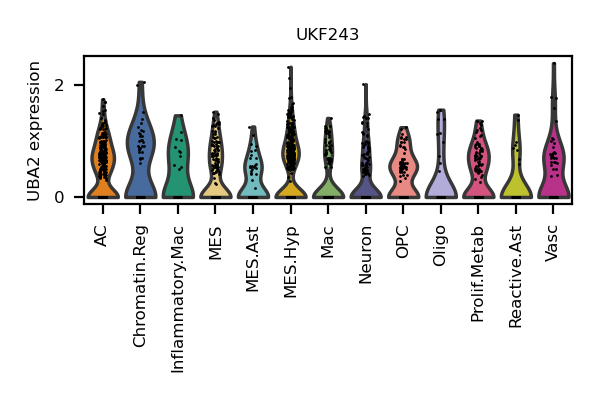 UKF243
UBA2 expression
2
0
AC
Chromatin.Reg
Inflammatory.Mac
MES
MES.Ast
MES.Hyp
Mac
Neuron
OPC
Oligo
Prolif.Metab
Reactive.Ast
Vasc